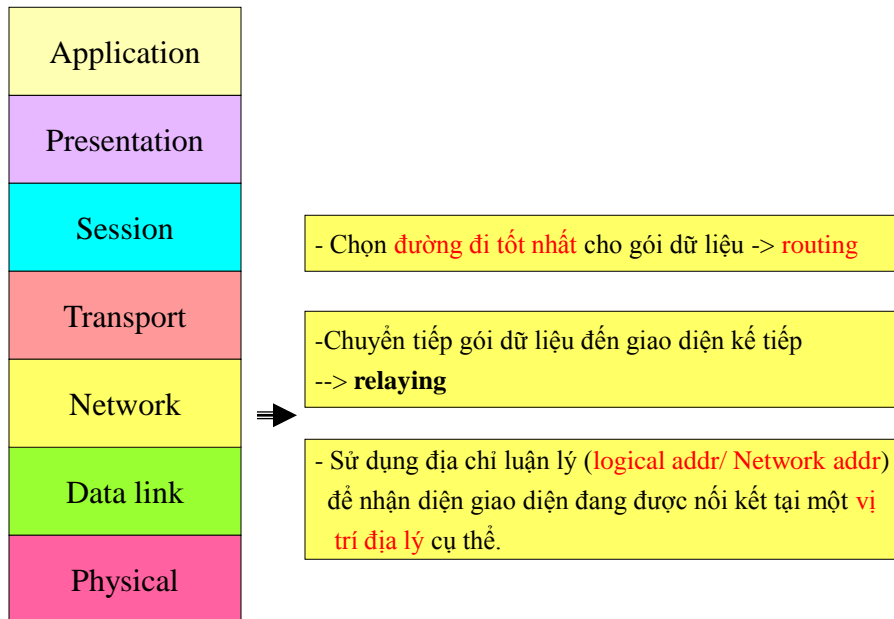 Application
Presentation
Session
Transport
Network
Data link
Physical
- Chọn đường đi tốt nhất cho gói dữ liệu -> routing
-Chuyển tiếp gói dữ liệu đến giao diện kế tiếp
--> relaying
- Sử dụng địa chỉ luận lý (logical addr/ Network addr)
để nhận diện giao diện đang được nối kết tại một vị
trí địa lý cụ thể.